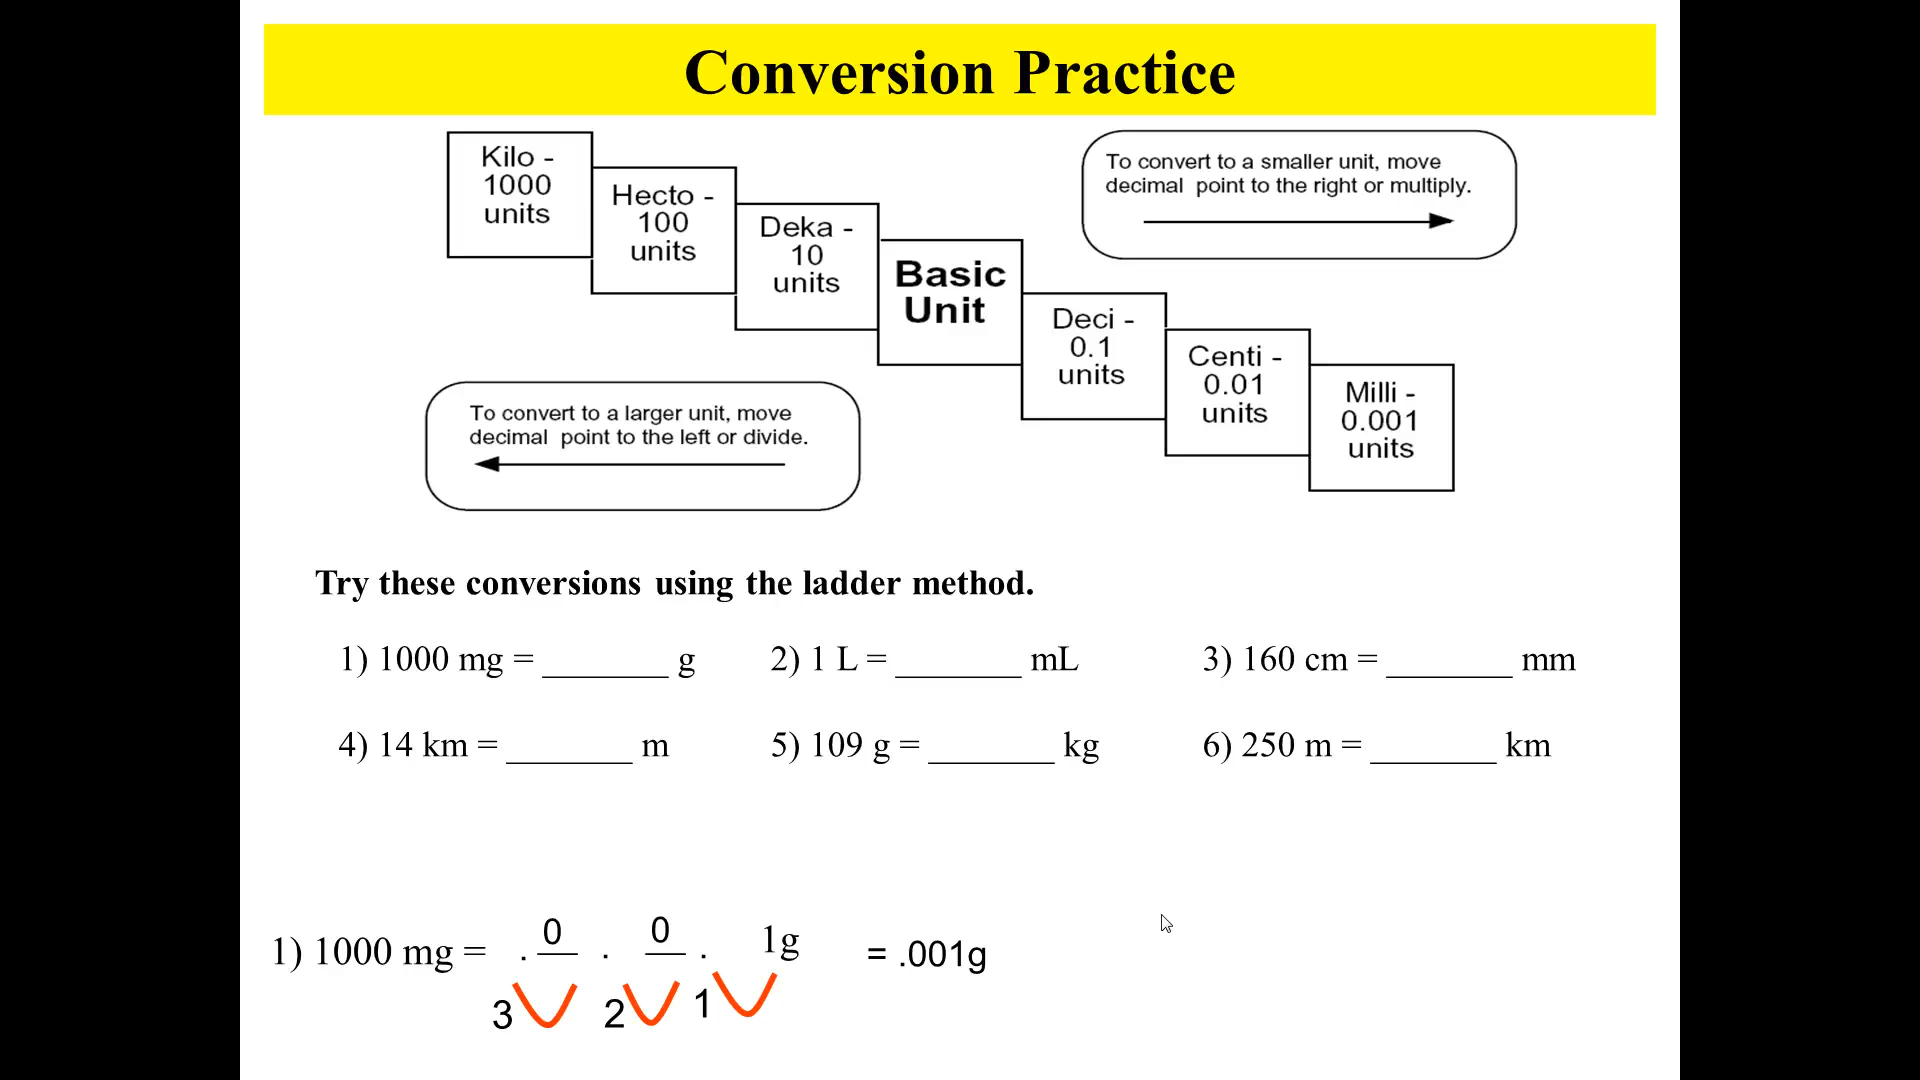 Conversion Practice
Kilo -
1000
units
Hecto -
100
units
Deka -
10
units
Basic
Unit
Deci -
0.1
units
Centi -
0.01
units
Milli -
0.001
units
To convert to a smaller unit, move
decimal point to the right or multiply.
To convert to a larger unit, move
decimal point to the left or divide.
Try these conversions using the ladder method.
1) 1000 mg = _______ g
2) 1 L = _______ mL
3) 160 cm = _______ mm
4) 14 km = _______ m
5) 109 g = _______ kg
6) 250 m = _______ km
1) 1000 mg = . 0 . 0 . 1g = .001g
3 2 1